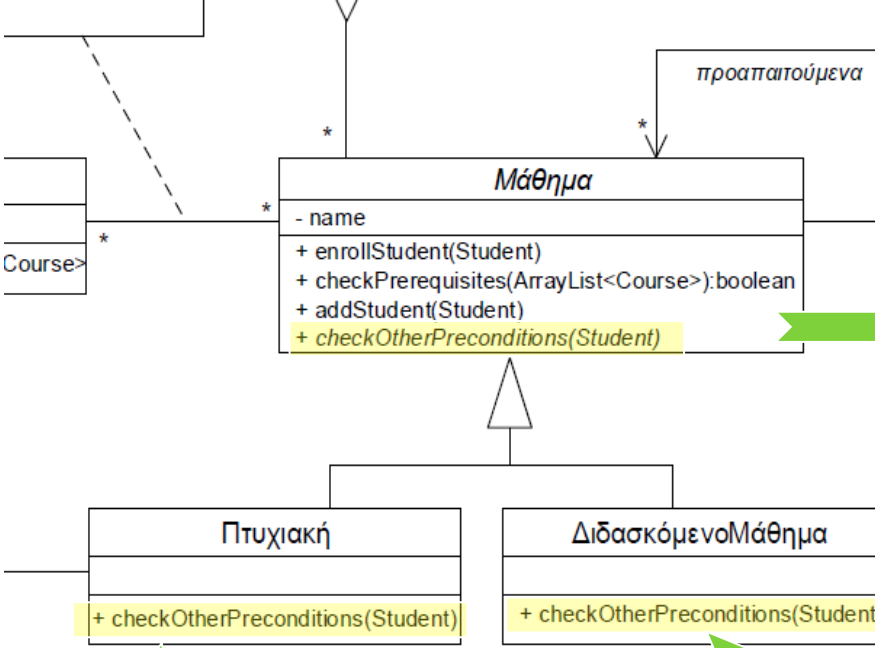 προαπαιτούμενα
*
*
Μάθημα
*
- name
*
Course>
+ enrollStudent(Student)
+ checkPrerequisites(ArrayList<Course>):boolean
+ addStudent(Student)
+ checkOtherPreconditions(Student)
Πτυχιακή
ΔιδασκόμενοΜάθημα
+ checkOtherPreconditions(Student)
+ checkOtherPreconditions(Student